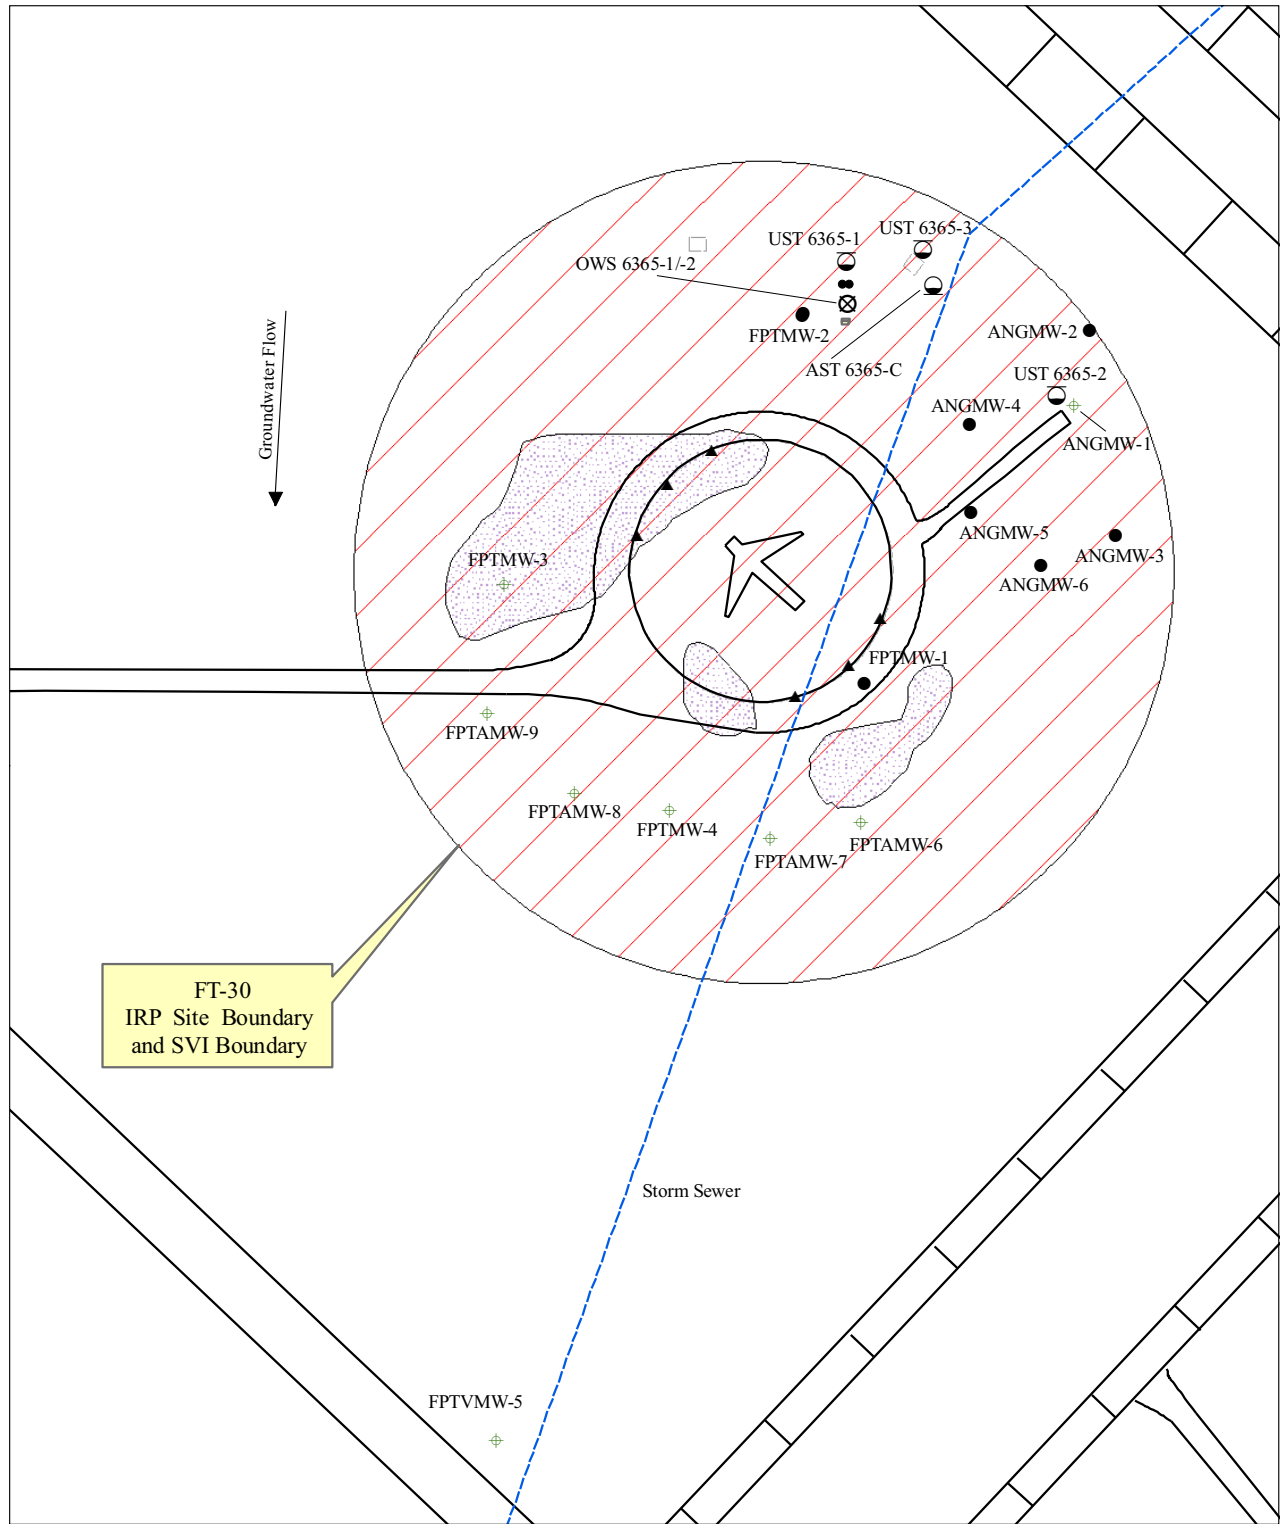 UST 6365-3
UST 6365-1
OWS 6365-1/-2
FPTMW-2
ANGMW-2
AST 6365-C
UST 6365-2
Groundwater Flow
ANGMW-4
ANGMW-1
ANGMW-5
FPTMW-3
ANGMW-3
ANGMW-6
FPTMW-1
FPTAMW-9
FPTAMW-8
FPTMW-4
FPTAMW-7
FPTAMW-6
FT-30
IRP Site Boundary
and SVI Boundary
Storm Sewer
FPTVMW-5